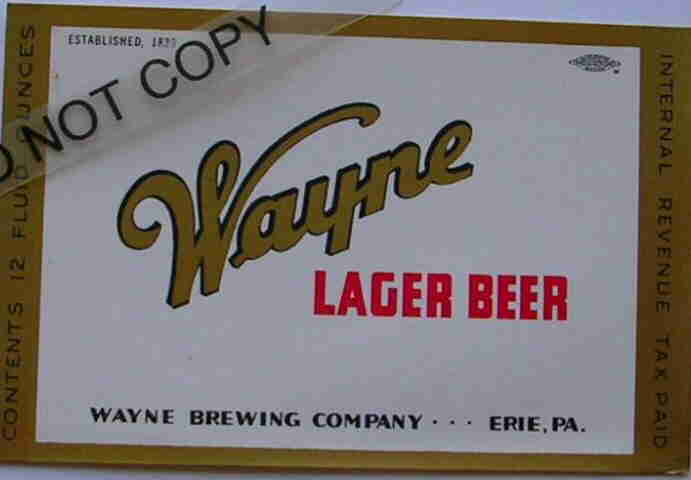 ESTABLISHED,
NOT COPY
CONTENTS 12 FLUID OUNCES
Wayne
LAGER BEER
WAYNE BREWING COMPANY · · · ERIE, PA.
INTERNAL REVENUE TAX PAID